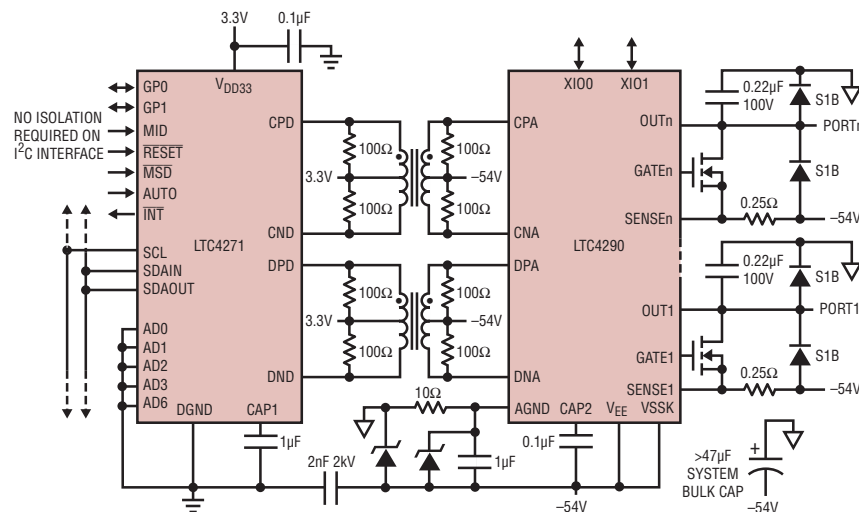 3.3V
0.1µF
VDD33
XIO0
XIO1
GP0
GP1
NO ISOLATION
REQUIRED ON
I2C INTERFACE
MID
RESET
MSD
AUTO
INT
SCL
SDAIN
SDAOUT
AD0
AD1
AD2
AD3
AD6
LTC4271
CPD
CND
DPD
DND
DGND
CAP1
1µF
2nF 2kV
100Ω
100Ω
3.3V
–54V
100Ω
100Ω
100Ω
100Ω
3.3V
–54V
100Ω
100Ω
10Ω
1µF
CPA
CNA
DPA
DNA
LTC4290
AGND
CAP2
VEE
VSSK
0.1µF
–54V
OUTn
GATEn
SENSEn
0.22µF
100V
S1B
PORTn
S1B
0.25Ω
–54V
0.22µF
100V
S1B
OUT1
PORT1
GATE1
S1B
SENSE1
0.25Ω
–54V
+
>47µF
SYSTEM
BULK CAP
–54V